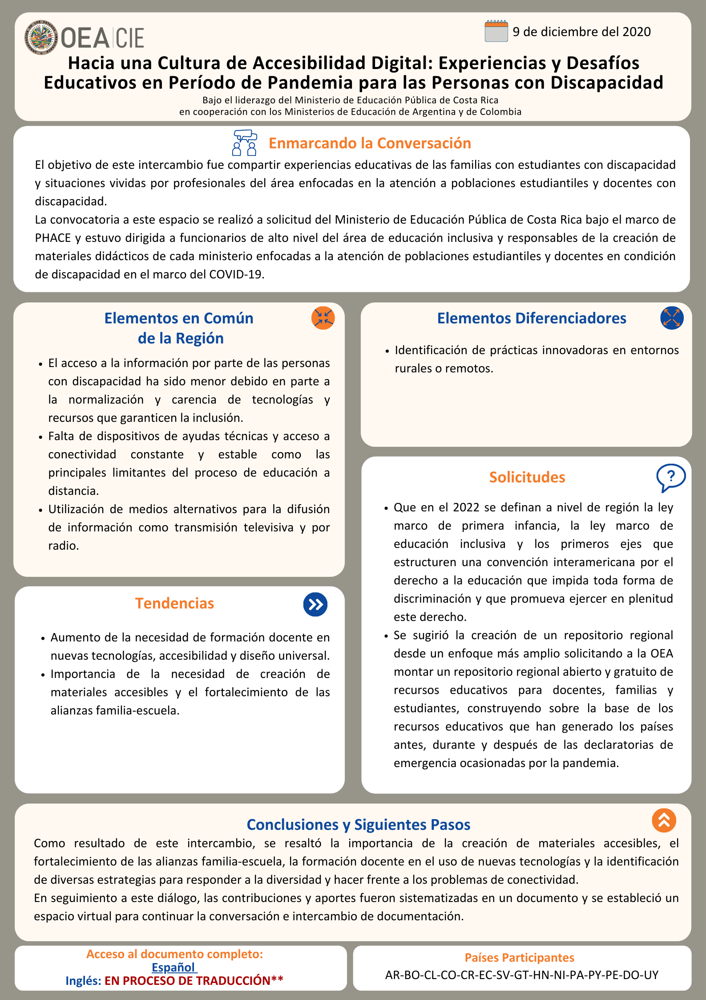 ORGANIZACION DE LOS ESTADOS AMERICANOS
OEA|CIE
9 de diciembre del 2020
Hacia una Cultura de Accesibilidad Digital: Experiencias y Desafíos
Educativos en Período de Pandemia para las Personas con Discapacidad
Bajo el liderazgo del Ministerio de Educación Pública de Costa Rica
en cooperación con los Ministerios de Educación de Argentina y de Colombia
Enmarcando la Conversación
El objetivo de este intercambio fue compartir experiencias educativas de las familias con estudiantes con discapacidad
y situaciones vividas por profesionales del área enfocadas en la atención a poblaciones estudiantiles y docentes con
discapacidad.
La convocatoria a este espacio se realizó a solicitud del Ministerio de Educación Pública de Costa Rica bajo el marco de
PHACE y estuvo dirigida a funcionarios de alto nivel del área de educación inclusiva y responsables de la creación de
materiales didácticos de cada ministerio enfocadas a la atención de poblaciones estudiantiles y docentes en condición
de discapacidad en el marco del COVID-19.
Elementos en Común
de la Región
• El acceso a la información por parte de las personas
con discapacidad ha sido menor debido en parte a
la normalización y carencia de tecnologías y
recursos que garanticen la inclusión.
• Falta de dispositivos de ayudas técnicas y acceso a
conectividad constante y estable como las
principales limitantes del proceso de educación a
distancia.
• Utilización de medios alternativos para la difusión
de información como transmisión televisiva y por
radio.
Tendencias
• Aumento de la necesidad de formación docente en
nuevas tecnologías, accesibilidad y diseño universal.
• Importancia de la necesidad de creación de
materiales accesibles y el fortalecimiento de las
alianzas familia-escuela.
Elementos Diferenciadores
• Identificación de prácticas innovadoras en entornos
rurales o remotos.
Solicitudes
?
• Que en el 2022 se definan a nivel de región la ley
marco de primera infancia, la ley marco de
educación inclusiva y los primeros ejes que
estructuren una convención interamericana por el
derecho a la educación que impida toda forma de
discriminación y que promueva ejercer en plenitud
este derecho.
• Se sugirió la creación de un repositorio regional
desde un enfoque más amplio solicitando a la OEA
montar un repositorio regional abierto y gratuito de
recursos educativos para docentes, familias y
estudiantes, construyendo sobre la base de los
recursos educativos que han generado los países
antes, durante y después de las declaratorias de
emergencia ocasionadas por la pandemia.
Conclusiones y Siguientes Pasos
Como resultado de este intercambio, se resaltó la importancia de la creación de materiales accesibles, el
fortalecimiento de las alianzas familia-escuela, la formación docente en el uso de nuevas tecnologías y la identificación
de diversas estrategias para responder a la diversidad y hacer frente a los problemas de conectividad.
En seguimiento a este diálogo, las contribuciones y aportes fueron sistematizadas en un documento y se estableció un
espacio virtual para continuar la conversación e intercambio de documentación.
Acceso al documento completo:
Español
Inglés: EN PROCESO DE TRADUCCIÓN**
Países Participantes
AR-BO-CL-CO-CR-EC-SV-GT-HN-NI-PA-PY-PE-DO-UY